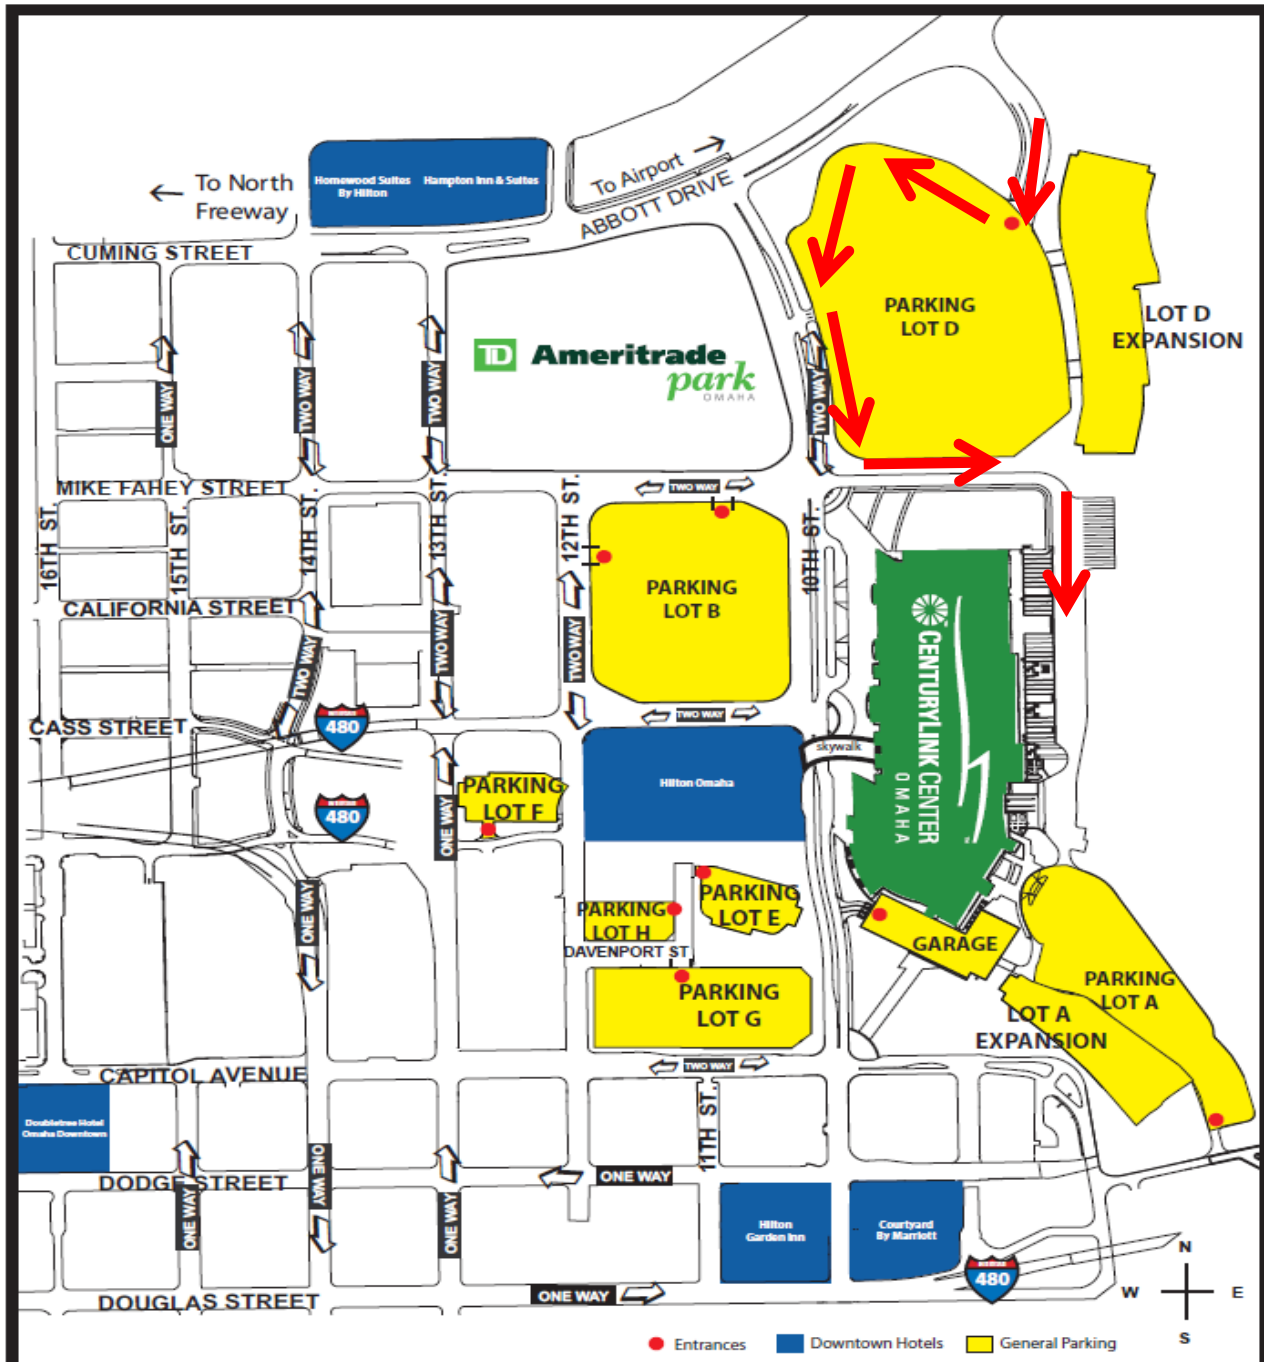 To North
Freeway
Homewood Suites
By Hilton
Hampton Inn & Suites
To Airport
ABBOTT DRIVE
CUMING STREET
PARKING
LOT D
LOT D
EXPANSION
TD Ameritrade
park
OMAHA
ONE WAY
TWO WAY
TWO WAY
TWO WAY
MIKE FAHEY STREET
TWO WAY
16TH ST.
15TH ST.
14TH ST.
13TH ST.
12TH ST.
10TH ST.
PARKING
LOT B
CALIFORNIA STREET
TWO WAY
TWO WAY
TWO WAY
CENTURYLINK CENTER
OMAHA
CASS STREET
480
TWO WAY
skywalk
Hilton Omaha
480
ONE WAY
PARKING
LOT F
ONE WAY
PARKING
LOT E
PARKING
LOT H
DAVENPORT ST
GARAGE
PARKING
LOT G
PARKING
LOT A
LOT A
EXPANSION
CAPITOL AVENUE
TWO WAY
11TH ST.
Doubletree Hotel
Omaha Downtown
ONE WAY
DODGE STREET
ONE WAY
ONE WAY
ONE WAY
Hilton
Garden Inn
Courtyard
By Marriott
480
N
W
E
S
DOUGLAS STREET
ONE WAY
Entrances
Downtown Hotels
General Parking